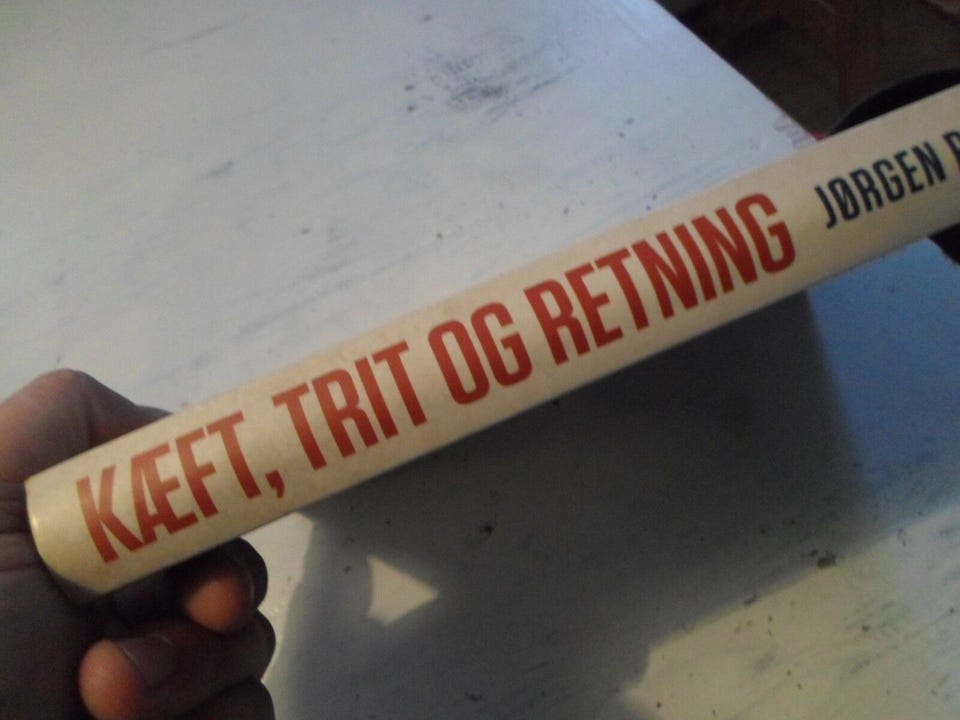 KÆFT, TRIT OG RETNING JØRGEN